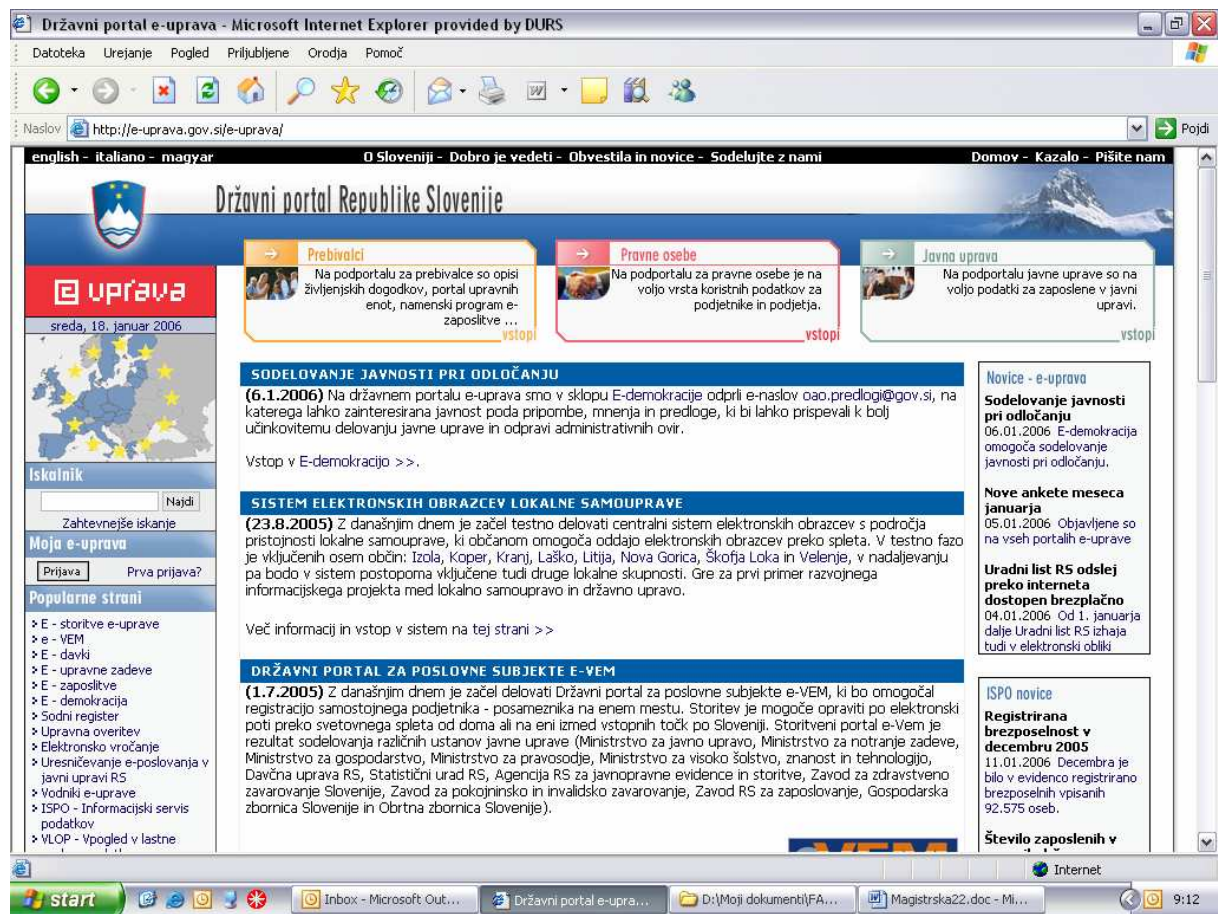 Državni portal e-uprava - Microsoft Internet Explorer provided by DURS
Datoteka Urejanje Pogled Priljubljene Orodja Pomoč
Naslov http://e-uprava.gov.si/e-uprava/ Pojdi
english - italiano - magyar O Sloveniji - Dobro je vedeti - Obvestila in novice - Sodelujte z nami Domov - Kazalo - Pišite nam
Državni portal Republike Slovenije
Prebivalci
Na podportalu za prebivalce so opisi
življenjskih dogodkov, portal upravnih
enot, namenski program e-
zaposlitve ...
vstopi
Pravne osebe
Na podportalu za pravne osebe je na
voljo vrsta koristnih podatkov za
podjetnike in podjetja.
vstopi
Javna uprava
Na podportalu javne uprave so na
voljo podatki za zaposlene v javni
upravi.
vstopi
e uprava
sreda, 18. januar 2006
Iskalnik
Najdi
Zahtevnejše iskanje
Moja e-uprava
Prijava Prva prijava?
Popularne strani
E - storitve e-uprave
e - VEM
E - davki
E - upravne zadeve
E - zaposlitve
E - demokracija
Sodni register
Upravna overitev
Elektronsko vročanje
Uresničevanje e-poslovanja v
javni upravi RS
Vodniki e-uprave
ISPO - Informacijski servis
podatkov
VLOP - Vpogled v lastne
SODELOVANJE JAVNOSTI PRI ODLOČANJU
(6.1.2006) Na državnem portalu e-uprava smo v sklopu E-demokracije odprli e-naslov oao.predlogi@gov.si, na
katerega lahko zainteresirana javnost poda pripombe, mnenja in predloge, ki bi lahko prispevali k bolj
učinkovitemu delovanju javne uprave in odpravi administrativnih ovir.
Vstop v E-demokracijo >>.
SISTEM ELEKTRONSKIH OBRAZCEV LOKALNE SAMOUPRAVE
(23.8.2005) Z današnjim dnem je začel testno delovati centralni sistem elektronskih obrazcev s področja
pristojnosti lokalne samouprave, ki občanom omogoča oddajo elektronskih obrazcev preko spleta. V testno fazo
je vključenih osem občin: Izola, Koper, Kranj, Laško, Litija, Nova Gorica, Škofja Loka in Velenje, v nadaljevanju
pa bodo v sistem postopoma vključene tudi druge lokalne skupnosti. Gre za prvi primer razvojnega
informacijskega projekta med lokalno samoupravo in državno upravo.
Več informacij in vstop v sistem na tej strani >>
DRŽAVNI PORTAL ZA POSLOVNE SUBJEKTE E-VEM
(1.7.2005) Z današnjim dnem je začel delovati Državni portal za poslovne subjekte e-VEM, ki bo omogočal
registracijo samostojnega podjetnika - posameznika na enem mestu. Storitev je mogoče opraviti po elektronski
poti preko svetovnega spleta od doma ali na eni izmed vstopnih točk po Sloveniji. Storitveni portal e-Vem je
rezultat sodelovanja različnih ustanov javne uprave (Ministrstvo za javno upravo, Ministrstvo za notranje zadeve,
Ministrstvo za gospodarstvo, Ministrstvo za pravosodje, Ministrstvo za visoko šolstvo, znanost in tehnologijo,
Davčna uprava RS, Statistični urad RS, Agencija RS za javnopravne evidence in storitve, Zavod za zdravstveno
zavarovanje Slovenije, Zavod za pokojninsko in invalidsko zavarovanje, Zavod RS za zaposlovanje, Gospodarska
zbornica Slovenije in Obrtna zbornica Slovenije).
Novice - e-uprava
Sodelovanje javnosti
pri odločanju
06.01.2006 E-demokracija
omogoča sodelovanje
javnosti pri odločanju.
Nove ankete meseca
januarja
05.01.2006 Objavljene so
na vseh portalih e-uprave
Uradni list RS odslej
preko interneta
dostopen brezplačno
04.01.2006 Od 1. januarja
dalje Uradni list RS izhaja
tudi v elektronski obliki
ISPO novice
Registrirana
brezposelnost v
decembru 2005
11.01.2006 Decembra je
bilo v evidenco registrirano
brezposelnih vpisanih
92.575 oseb.
Število zaposlenih v
Internet
start Inbox - Microsoft Out... Državni portal e-upra... D:\Moji dokumenti\FA... Magistrska22.doc - Mi... 9:12